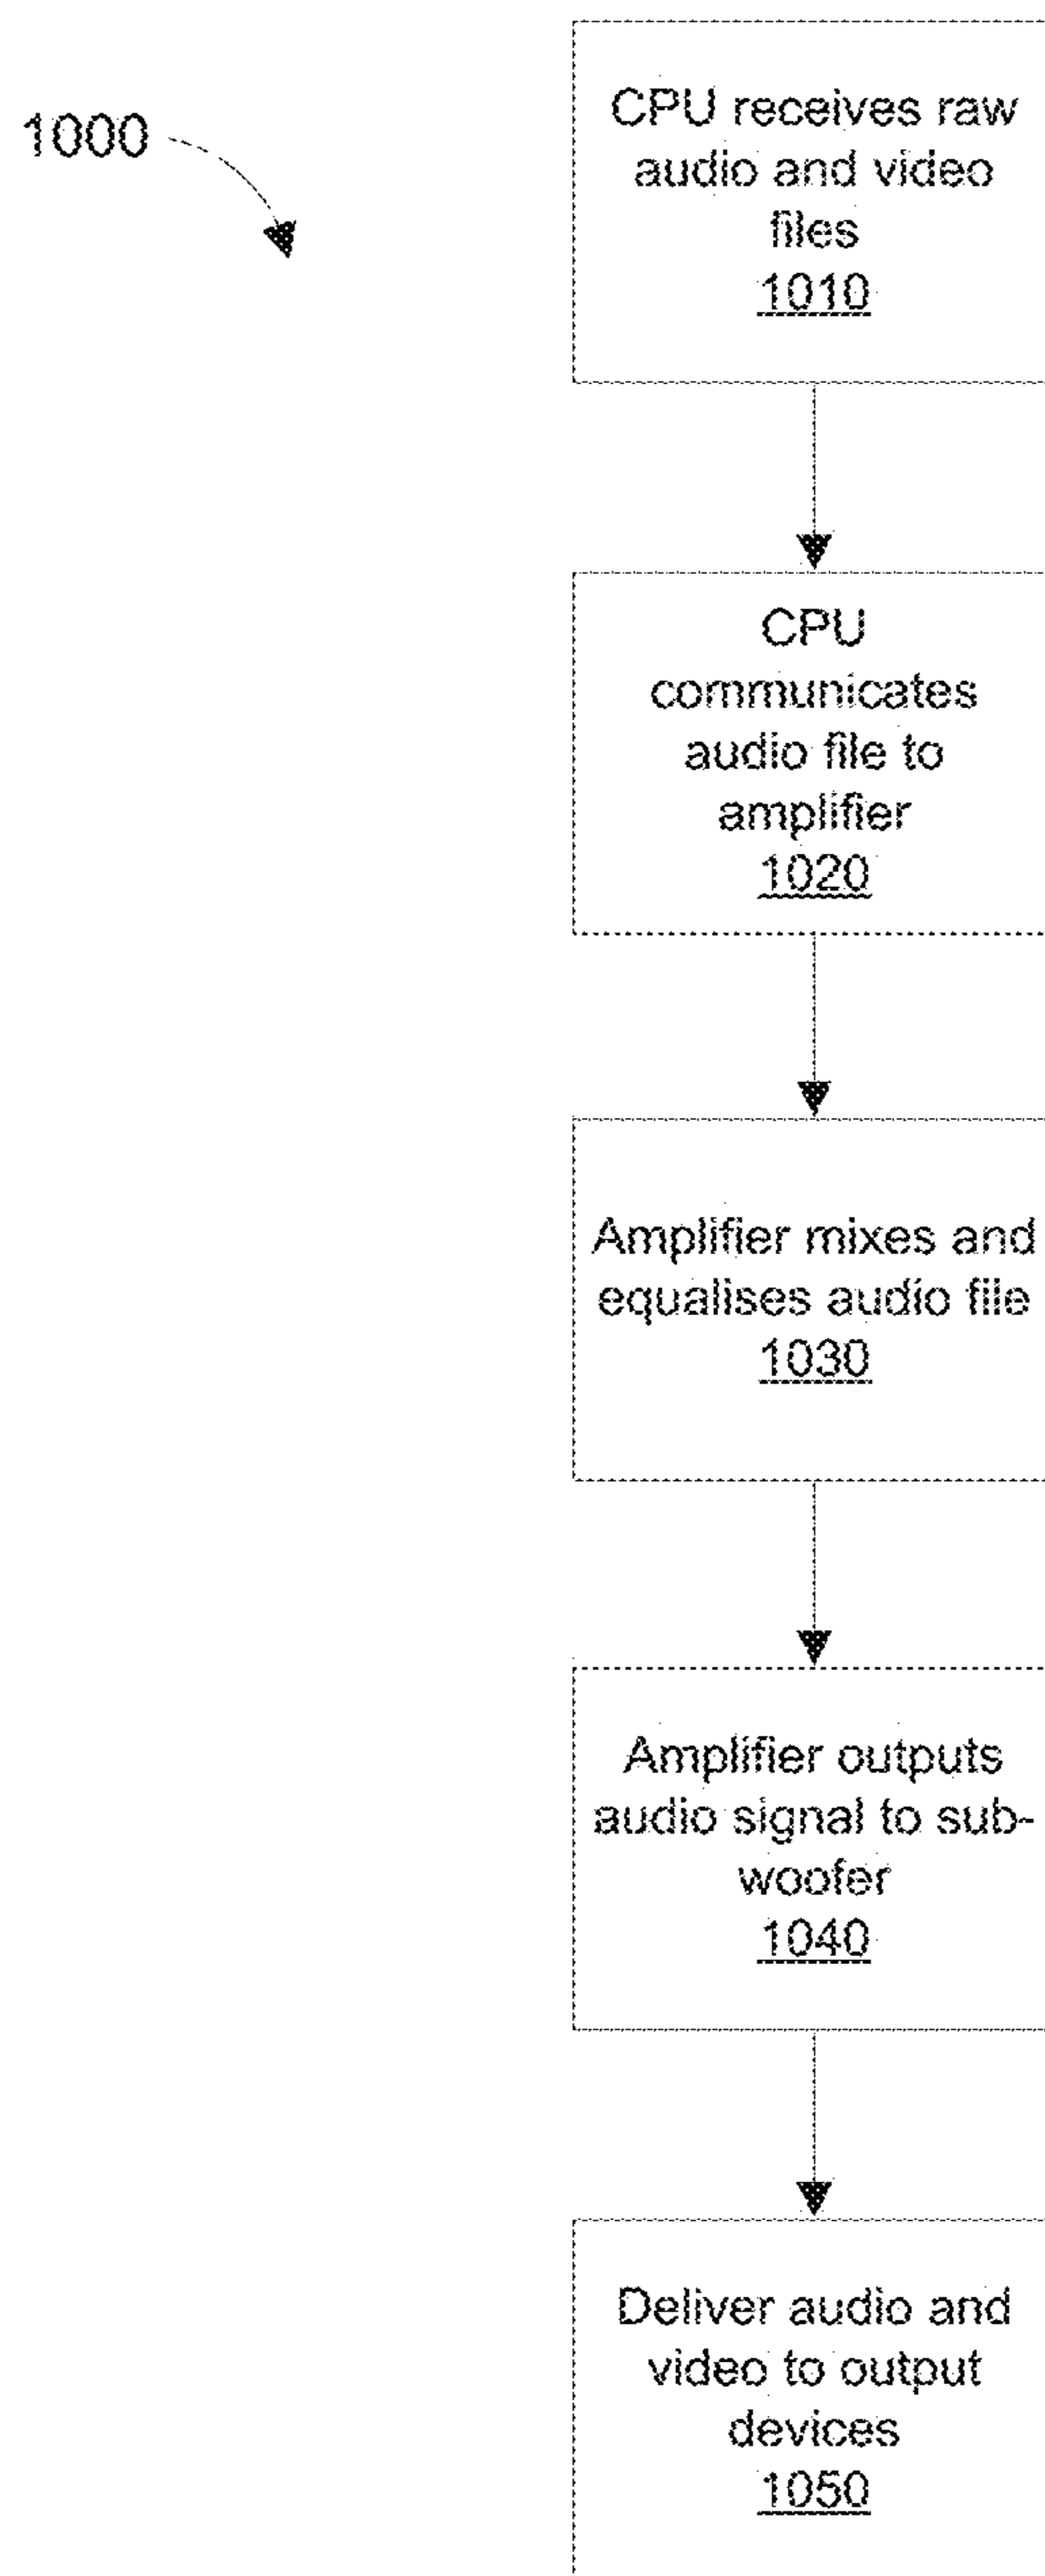 1000
CPU receives raw
audio and video
files
1010
CPU
communicates
audio file to
amplifier
1020
Amplifier mixes and
equalises audio file
1030
Amplifier outputs
audio signal to sub-
woofer
1040
Deliver audio and
video to output
devices
1050